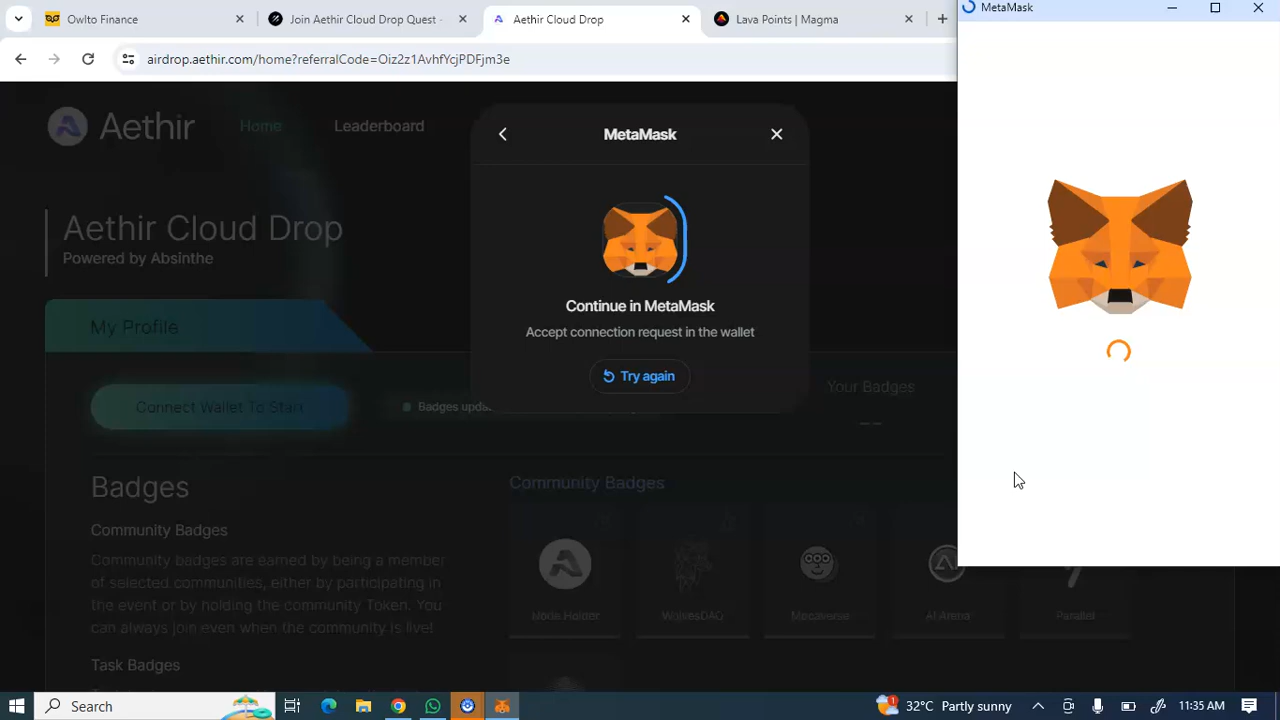 Owlto Finance
Join Aethir Cloud Drop Quest -
Aethir Cloud Drop
Lava Points | Magma
MetaMask
airdrop.aethir.com/home?referralCode=Oiz2z1AvhfYcjPDFjm3e
Aethir
Home
Leaderboard
MetaMask
Aethir Cloud Drop
Powered by Absinthe
Continue in MetaMask
Accept connection request in the wallet
Try again
My Profile
Connect Wallet To Start
Badges upda
Your Badges
Badges
Community Badges
Community Badges
Community badges are earned by being a member
of selected communities, either by participating in
the event or by holding the community Token. You
can always join even when the community is live!
Node Holder
WolvesDAO
Mocaverse
AI Arena
Parallel
Task Badges
Search
1
32°C Partly sunny
11:35 AM